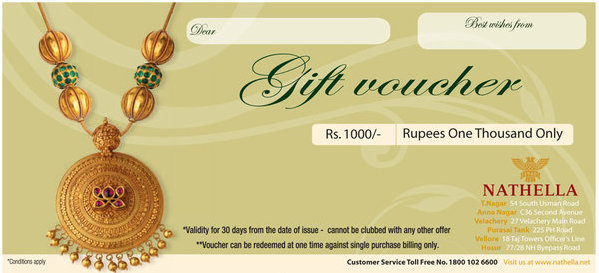 Dear
Best wishes from
Gift voucher
Rs. 1000/- Rupees One Thousand Only
NATHELLA
T.Nagar 54 South Usman Road
Anna Nagar C36 Second Avenue
Velachery 27 Velachery Main Road
Purasai Tank 225 PH Road
Vellore 18 Taj Towers Officer's Line
Hosur 77/28 NH Byepass Road
*Validity for 30 days from the date of issue - cannot be clubbed with any other offer
**Voucher can be redeemed at one time against single purchase billing only.
*Conditions apply
Customer Service Toll Free No. 1800 102 6600 Visit us at www.nathella.net